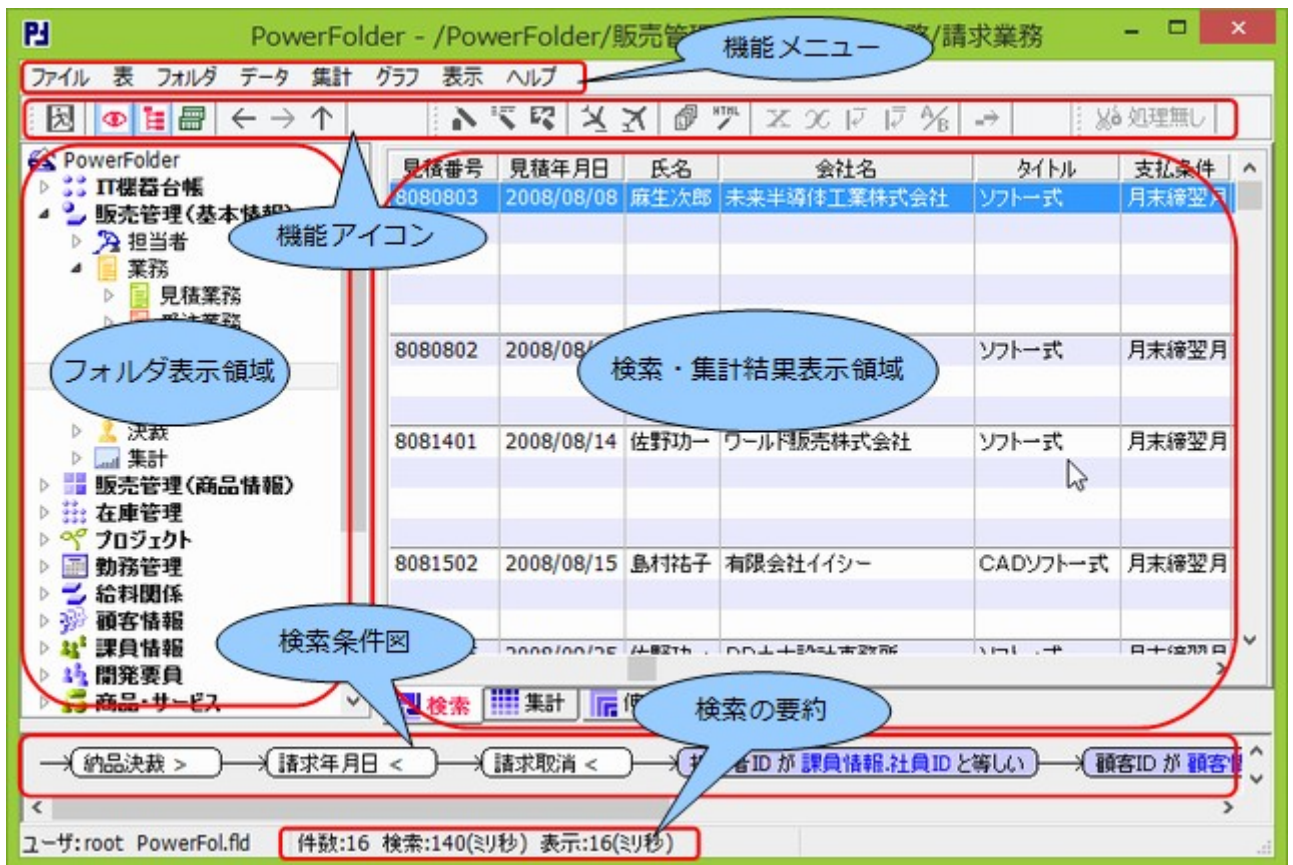 PowerFolder - /PowerFolder/販売管 務/請求業務
機能メニュー
ファイル 表 フォルダ データ 集計 グラフ 表示 ヘルプ
HTML A/B 処理無し
PowerFolder
IT機器台帳
販売管理(基本情報)
担当者
業務
見積業務
受注業務
決裁
集計
販売管理(商品情報)
在庫管理
プロジェクト
勤務管理
給料関係
顧客情報
課員情報
開発要員
商品・サービス
機能アイコン
フォルダ表示領域
見積番号 見積年月日 氏名 会社名 タイトル 支払条件
8080803 2008/08/08 麻生次郎 未来半導体工業株式会社 ソフト一式 月末締翌月
8080802 2008/08/ ソフト一式 月末締翌月
検索・集計結果表示領域
8081401 2008/08/14 佐野功一 ワールド販売株式会社 ソフト一式 月末締翌月
8081502 2008/08/15 島村祐子 有限会社イイシー CADソフト一式 月末締翌月
検索条件図
検索 集計
検索の要約
納品決裁 > 請求年月日 < 請求取消 < 者ID が 課員情報.社員ID と等しい 顧客ID が 顧客
ユーザ:root PowerFol.fld 件数:16 検索:140(ミリ秒) 表示:16(ミリ秒)